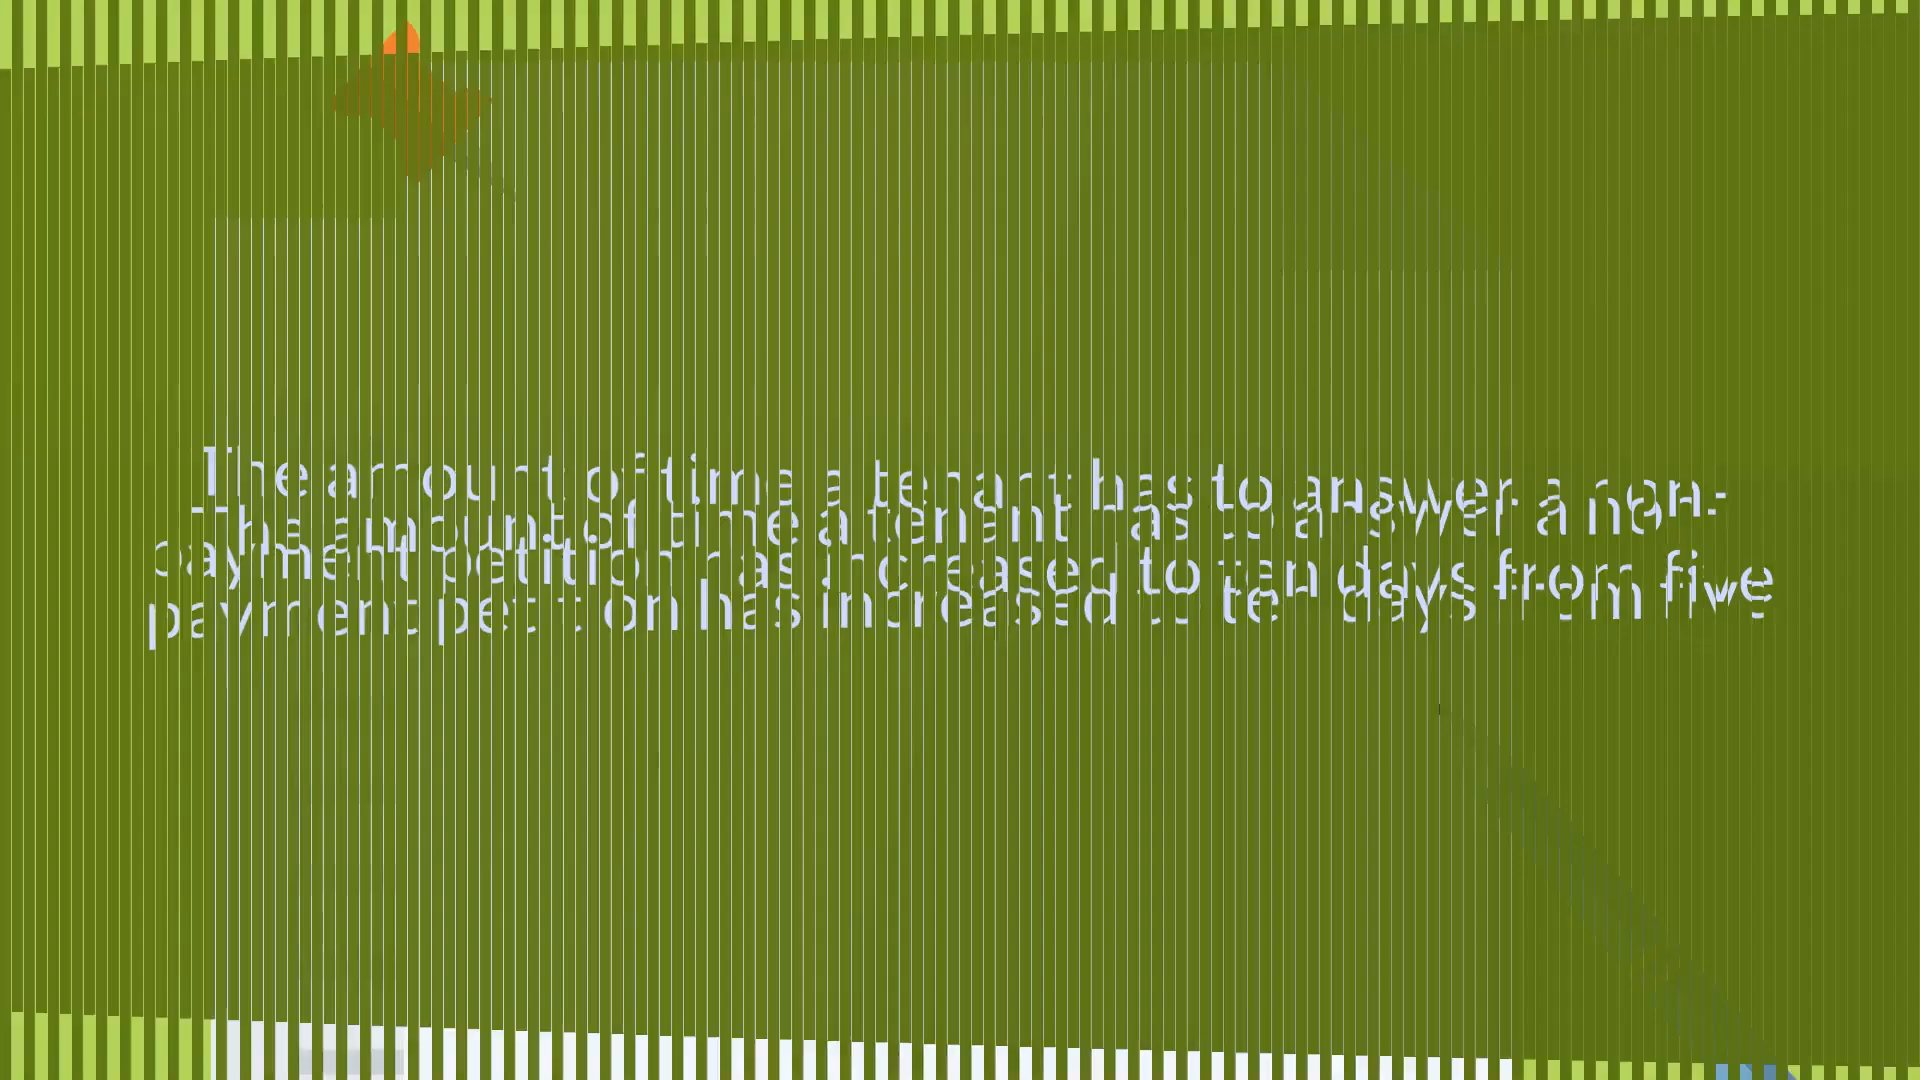 The amount of time a tenant has to answer a non-
payment petition has increased to ten days from five